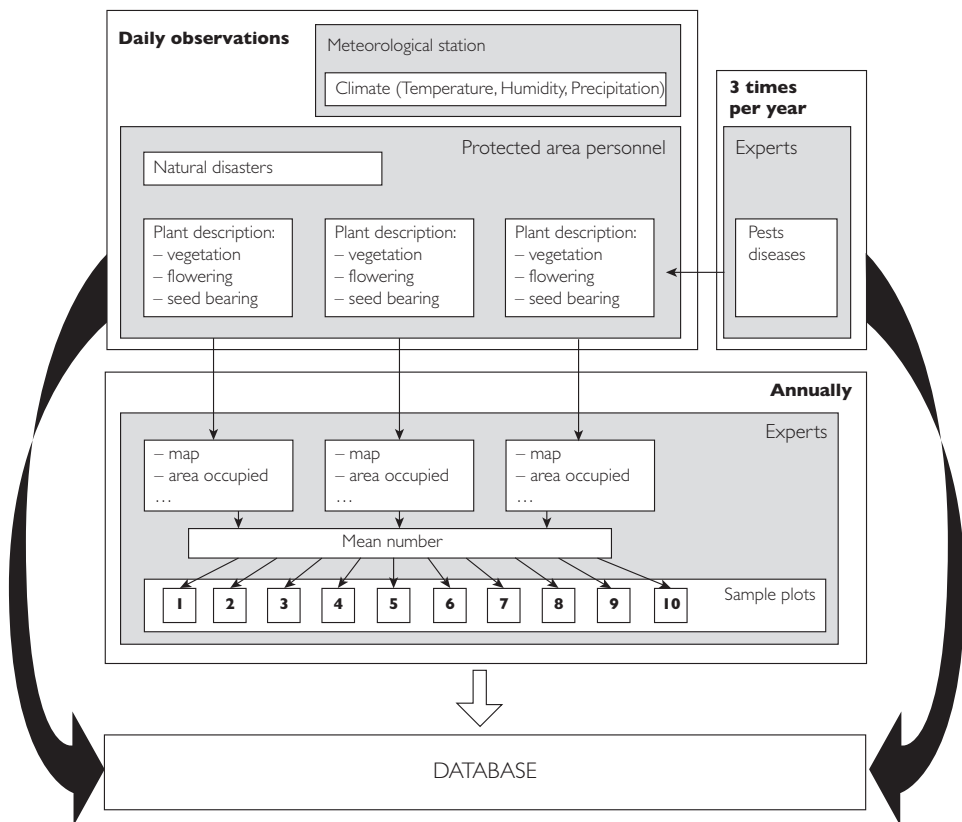 Daily observations
Meteorological station
Climate (Temperature, Humidity, Precipitation)
3 times
per year
Protected area personnel
Experts
Natural disasters
Plant description:
– vegetation
– flowering
– seed bearing
Plant description:
– vegetation
– flowering
– seed bearing
Plant description:
– vegetation
– flowering
– seed bearing
Pests
diseases
Annually
Experts
– map
– area occupied
…
– map
– area occupied
…
– map
– area occupied
…
Mean number
Sample plots
1 2 3 4 5 6 7 8 9 10
DATABASE